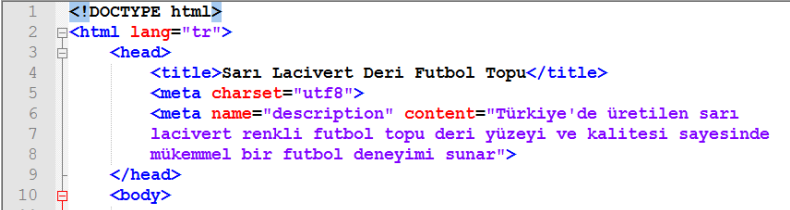 1 <!DOCTYPE html>
2 <html lang="tr">
3 <head>
4 <title>Sarı Lacivert Deri Futbol Topu</title>
5 <meta charset="utf8">
6 <meta name="description" content="Türkiye'de üretilen sarı
7 lacivert renkli futbol topu deri yüzeyi ve kalitesi sayesinde
8 mükemmel bir futbol deneyimi sunar">
9 </head>
10 <body>